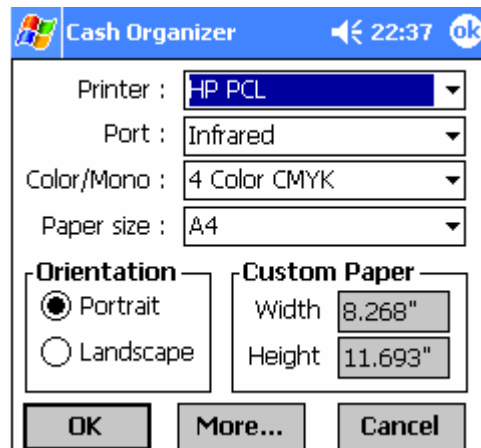 Cash Organizer 22:37 ok
Printer : HP PCL
Port : Infrared
Color/Mono : 4 Color CMYK
Paper size : A4
Orientation Custom Paper
Portrait Width 8.268"
Landscape Height 11.693"
OK More... Cancel